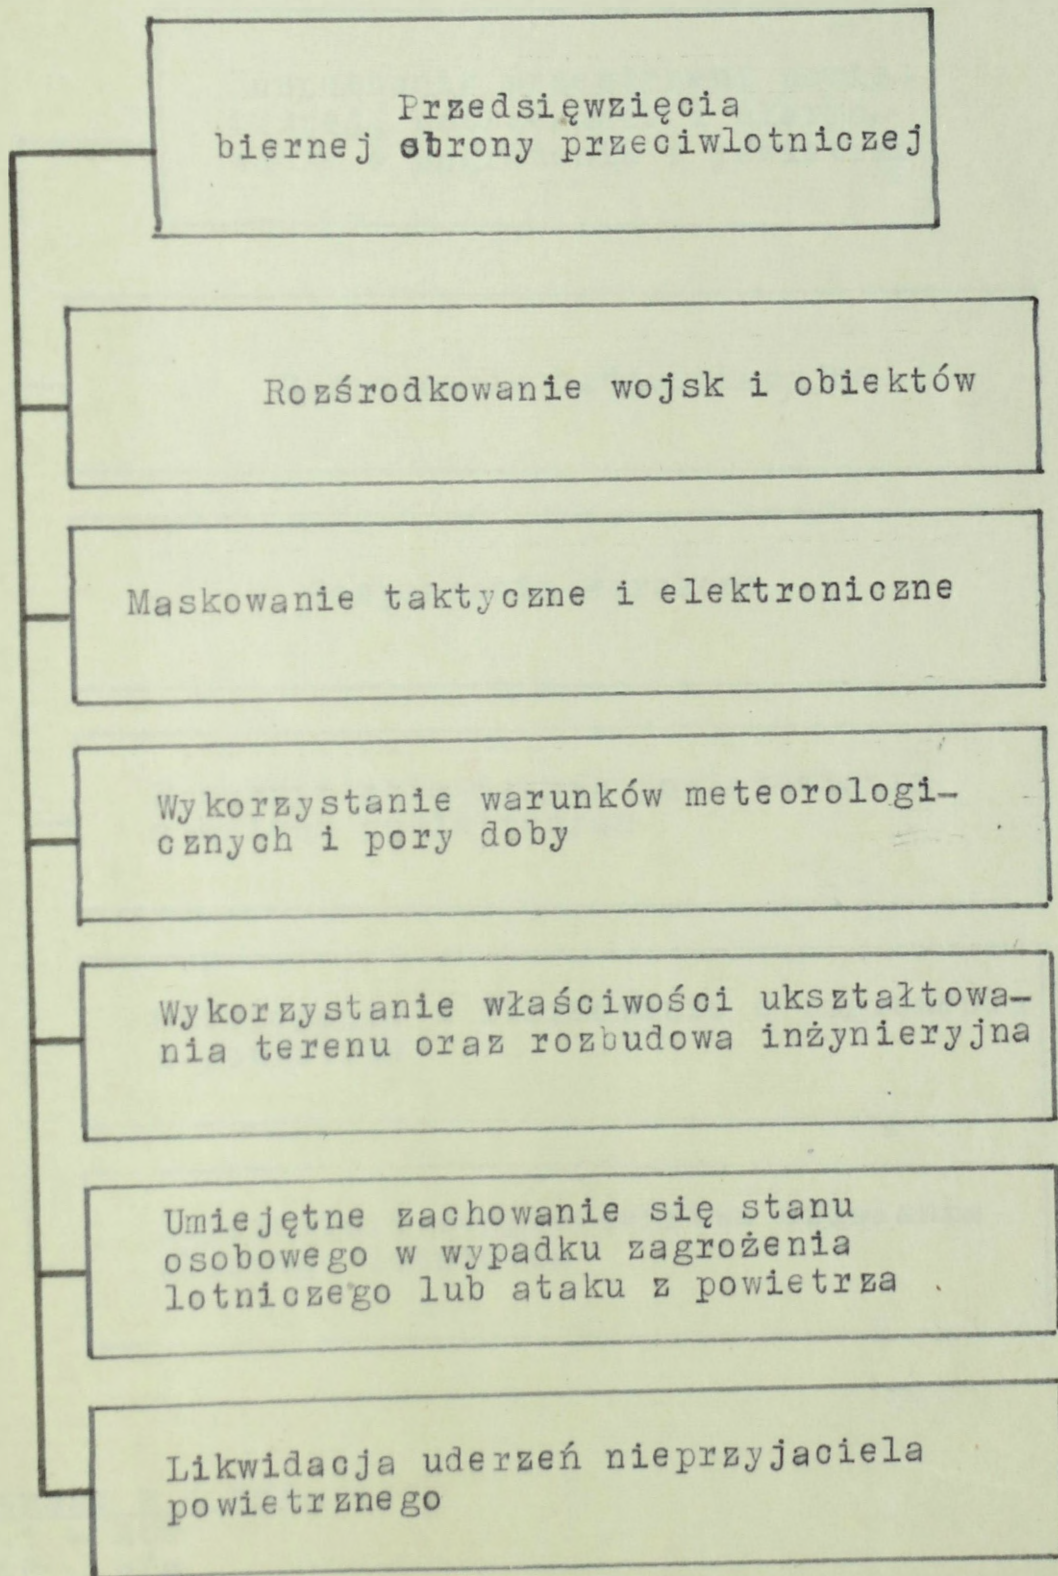 Przedsięwzięcia
biernej obrony przeciwlotniczej
Rozśrodkowanie wojsk i obiektów
Maskowanie taktyczne i elektroniczne
Wykorzystanie warunków meteorologi-
cznych i pory doby
Wykorzystanie właściwości ukształtowa-
nia terenu oraz rozbudowa inżynieryjna
Umiejętne zachowanie się stanu
osobowego w wypadku zagrożenia
lotniczego lub ataku z powietrza
Likwidacja uderzeń nieprzyjaciela
powietrznego